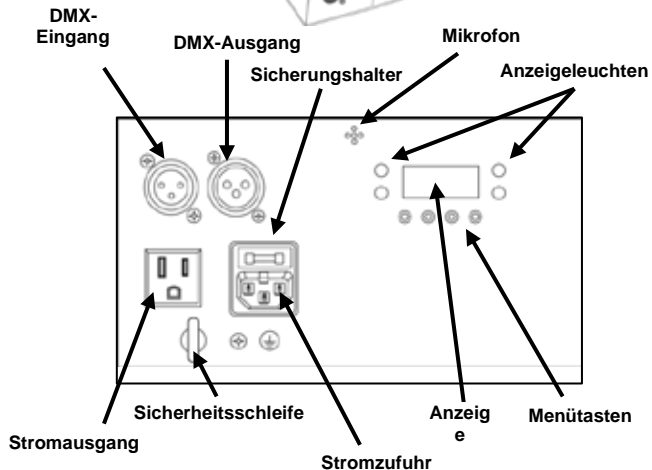 DMX-
Eingang
DMX-Ausgang
Mikrofon
Sicherungshalter
Anzeigeleuchten
Sicherheitsschleife
Anzeig
e
Menütasten
Stromausgang
Stromzufuhr